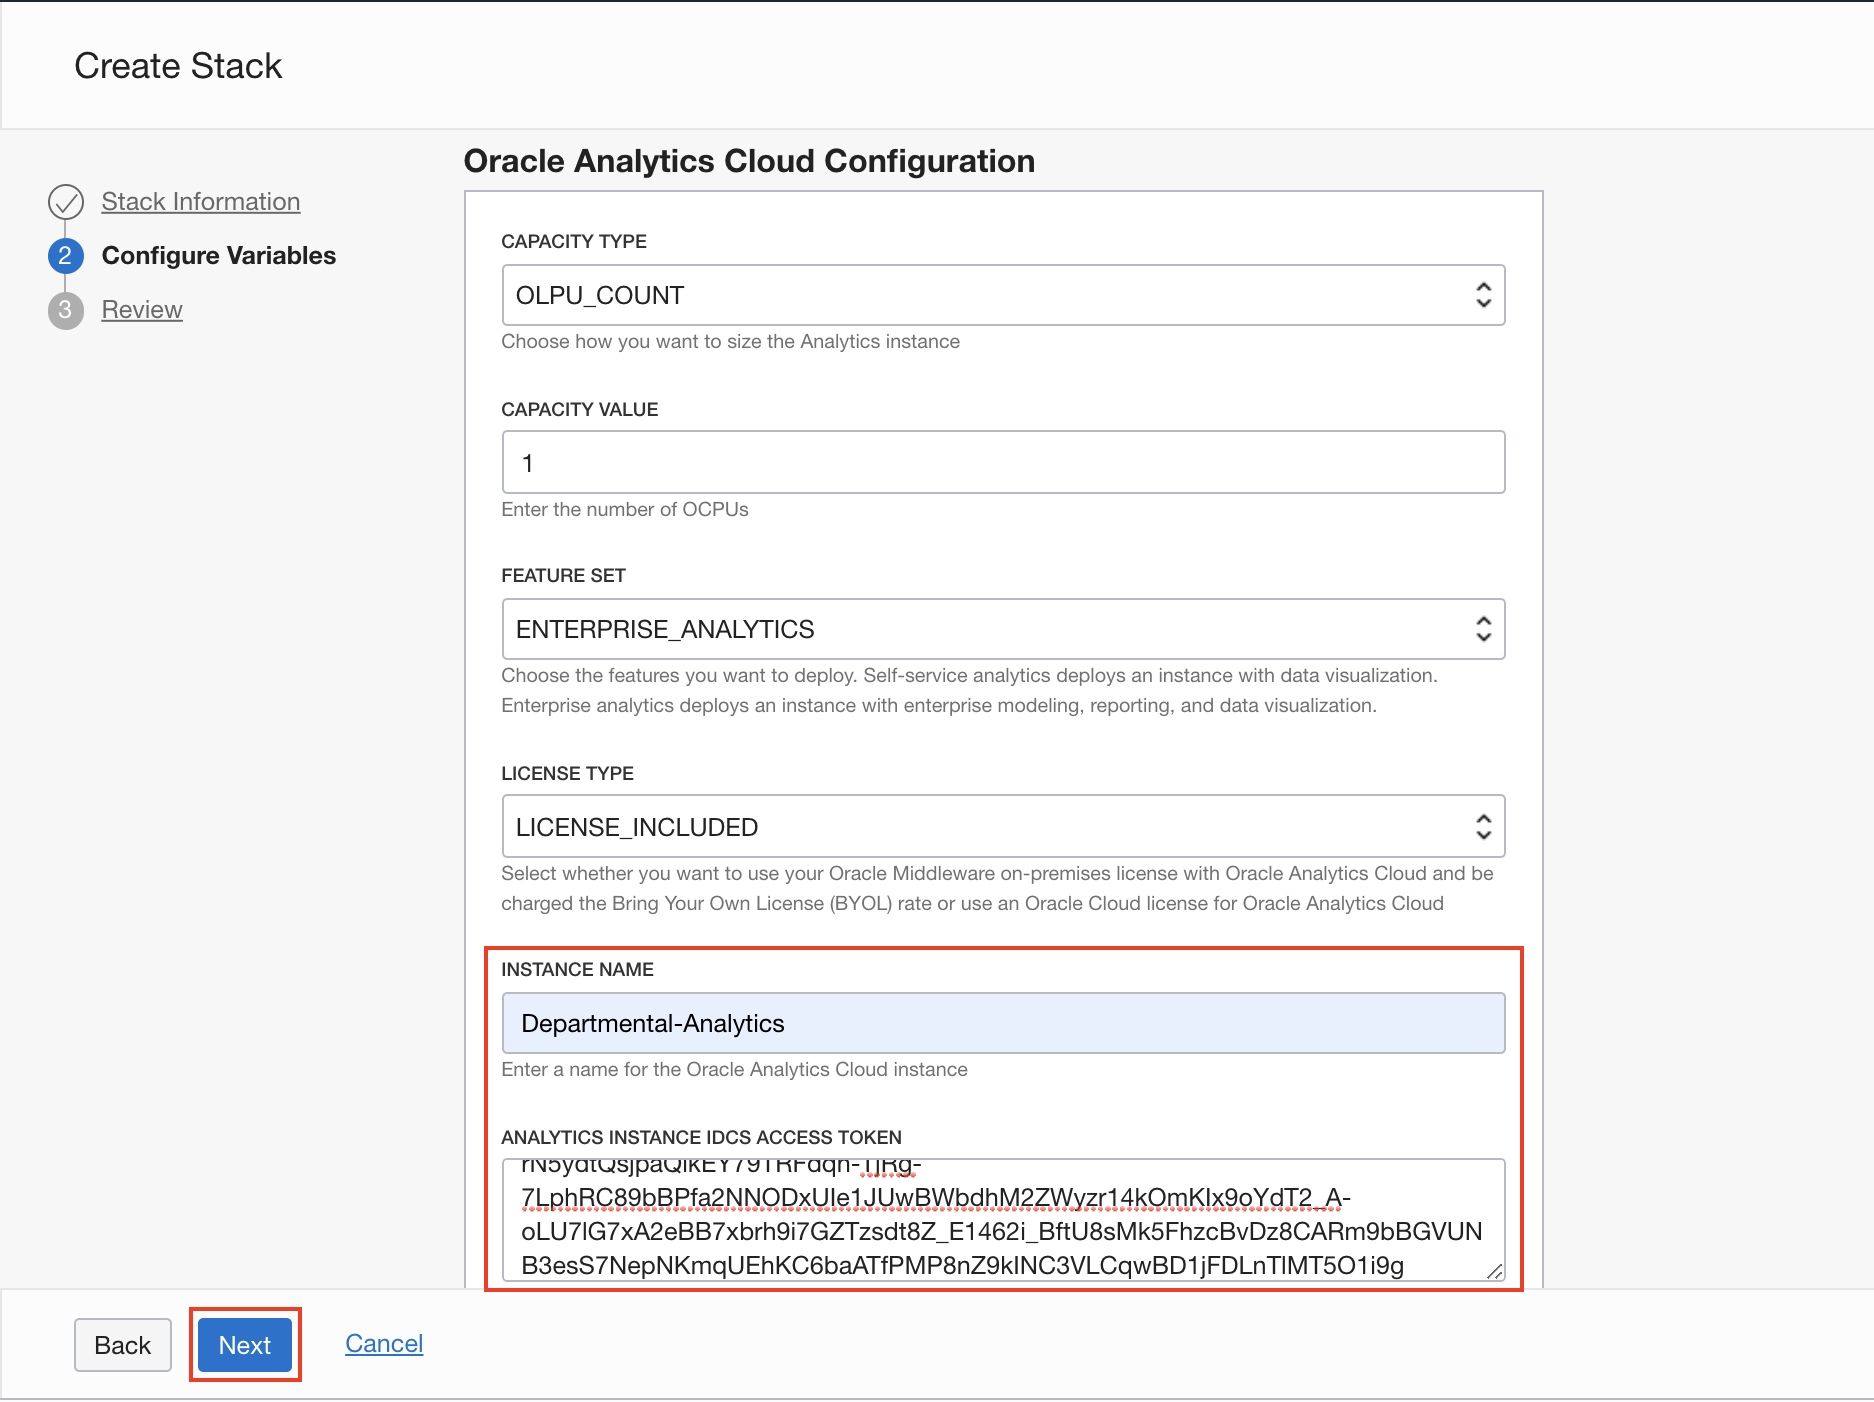 Create Stack
Stack Information
2 Configure Variables
3 Review
Oracle Analytics Cloud Configuration
CAPACITY TYPE
OLPU_COUNT
Choose how you want to size the Analytics instance
CAPACITY VALUE
1
Enter the number of OCPUs
FEATURE SET
ENTERPRISE_ANALYTICS
Choose the features you want to deploy. Self-service analytics deploys an instance with data visualization.
Enterprise analytics deploys an instance with enterprise modeling, reporting, and data visualization.
LICENSE TYPE
LICENSE_INCLUDED
Select whether you want to use your Oracle Middleware on-premises license with Oracle Analytics Cloud and be
charged the Bring Your Own License (BYOL) rate or use an Oracle Cloud license for Oracle Analytics Cloud
INSTANCE NAME
Departmental-Analytics
Enter a name for the Oracle Analytics Cloud instance
ANALYTICS INSTANCE IDCS ACCESS TOKEN
7LphRC89bBPfa2NNODxUIe1JUwBWbdhM2ZWyzr14kOmKIx9oYdT2_A-
oLU7lG7xA2eBB7xbrh9i7GZTzsdt8Z_E1462i_BftU8sMk5FhzcBvDz8CARm9bBGVUN
B3esS7NepNKmqUEhKC6baATfPMP8nZ9kINC3VLCqwBD1jFDLnTlMT5O1i9g
Back
Next
Cancel